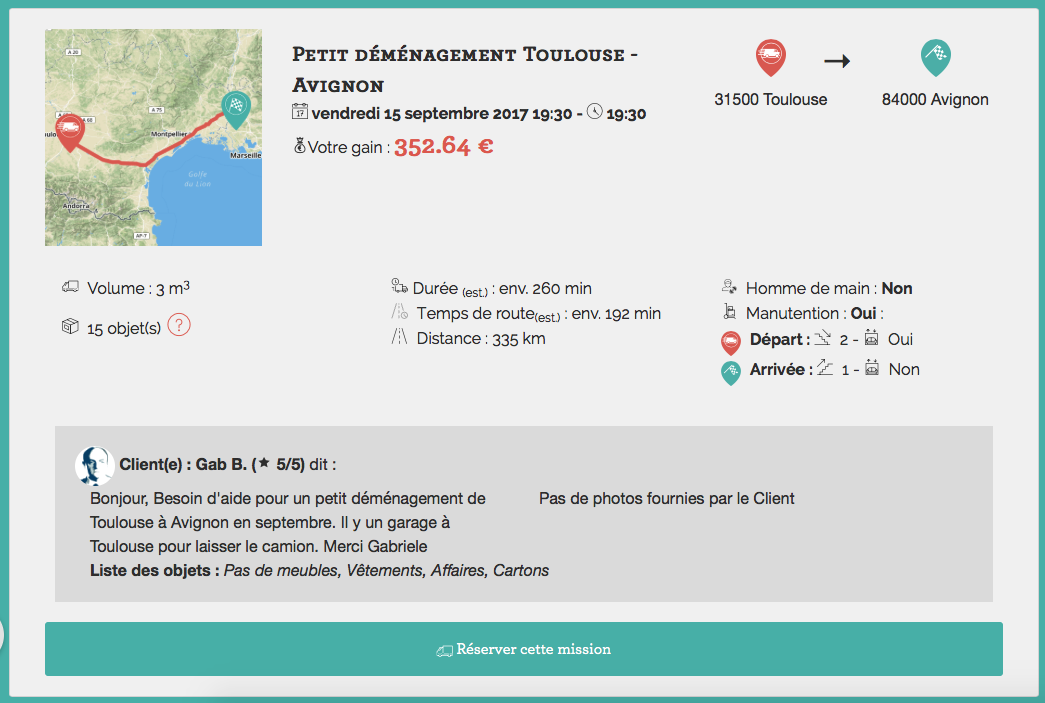 A 20
A 75
A 66
A 68
Montpellier
Marseille
Golfe
du Lion
Andorra
AP-7
Petit déménagement Toulouse -
Avignon
17 vendredi 15 septembre 2017 19:30 - 19:30
Votre gain : 352.64 €
31500 Toulouse
84000 Avignon
Volume : 3 m³
15 objet(s) ?
Durée (est.) : env. 260 min
Temps de route(est.) : env. 192 min
Distance : 335 km
Homme de main : Non
Manutention : Oui :
Départ : 2 - Oui
Arrivée : 1 - Non
Client(e) : Gab B. (★ 5/5) dit :
Bonjour, Besoin d'aide pour un petit déménagement de
Toulouse à Avignon en septembre. Il y un garage à
Toulouse pour laisser le camion. Merci Gabriele
Liste des objets : Pas de meubles, Vêtements, Affaires, Cartons
Pas de photos fournies par le Client
Réserver cette mission